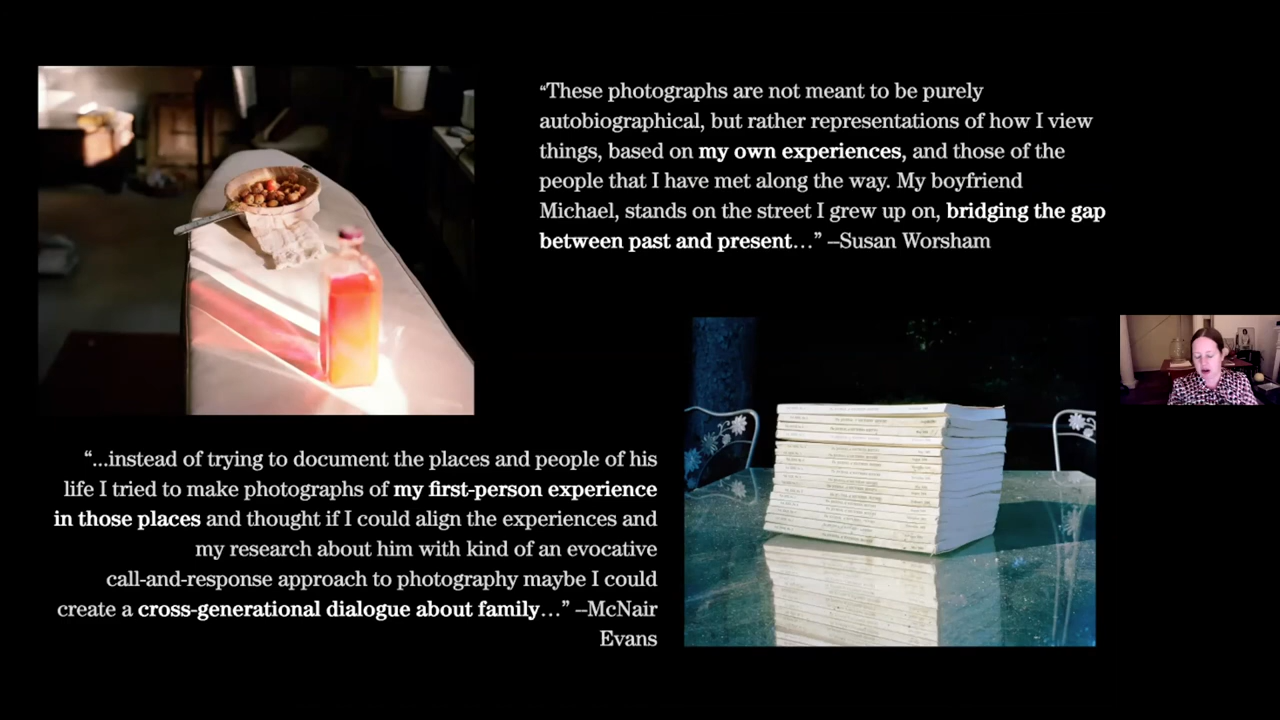 “These photographs are not meant to be purely
autobiographical, but rather representations of how I view
things, based on my own experiences, and those of the
people that I have met along the way. My boyfriend
Michael, stands on the street I grew up on, bridging the gap
between past and present…” –Susan Worsham
“...instead of trying to document the places and people of his
life I tried to make photographs of my first-person experience
in those places and thought if I could align the experiences and
my research about him with kind of an evocative
call-and-response approach to photography maybe I could
create a cross-generational dialogue about family…” –McNair
Evans